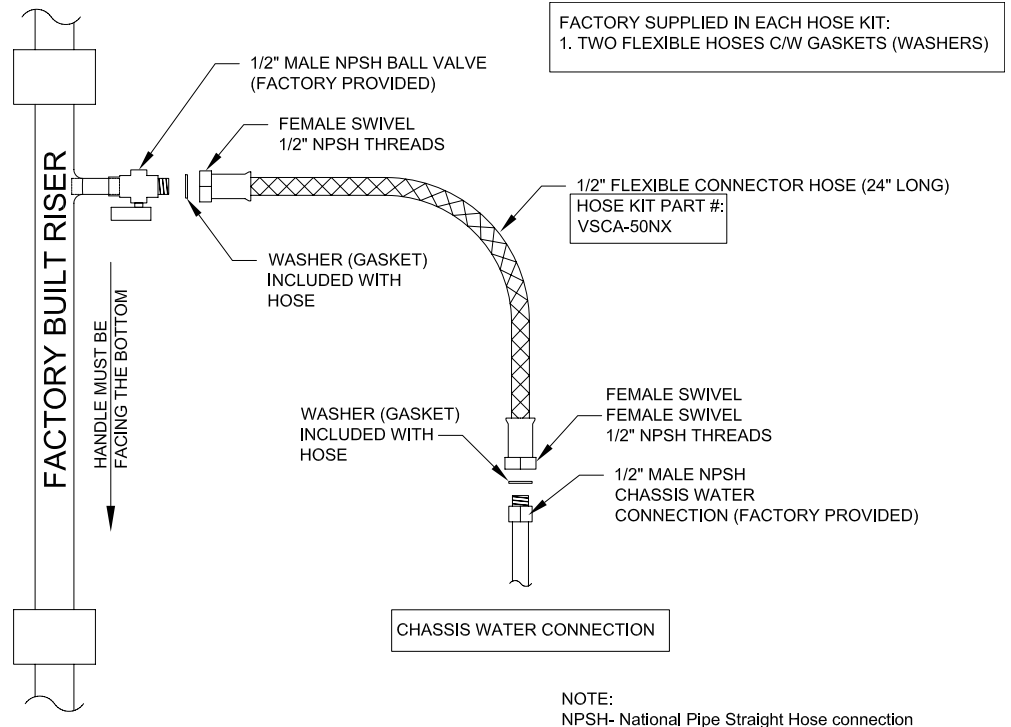 FACTORY SUPPLIED IN EACH HOSE KIT:
1. TWO FLEXIBLE HOSES C/W GASKETS (WASHERS)
1/2" MALE NPSH BALL VALVE
(FACTORY PROVIDED)
FEMALE SWIVEL
1/2" NPSH THREADS
1/2" FLEXIBLE CONNECTOR HOSE (24" LONG)
HOSE KIT PART #:
VSCA-50NX
WASHER (GASKET)
INCLUDED WITH
HOSE
FACTORY BUILT RISER
HANDLE MUST BE
FACING THE BOTTOM
WASHER (GASKET)
INCLUDED WITH
HOSE
FEMALE SWIVEL
FEMALE SWIVEL
1/2" NPSH THREADS
1/2" MALE NPSH
CHASSIS WATER
CONNECTION (FACTORY PROVIDED)
CHASSIS WATER CONNECTION
NOTE:
NPSH- National Pipe Straight Hose connection